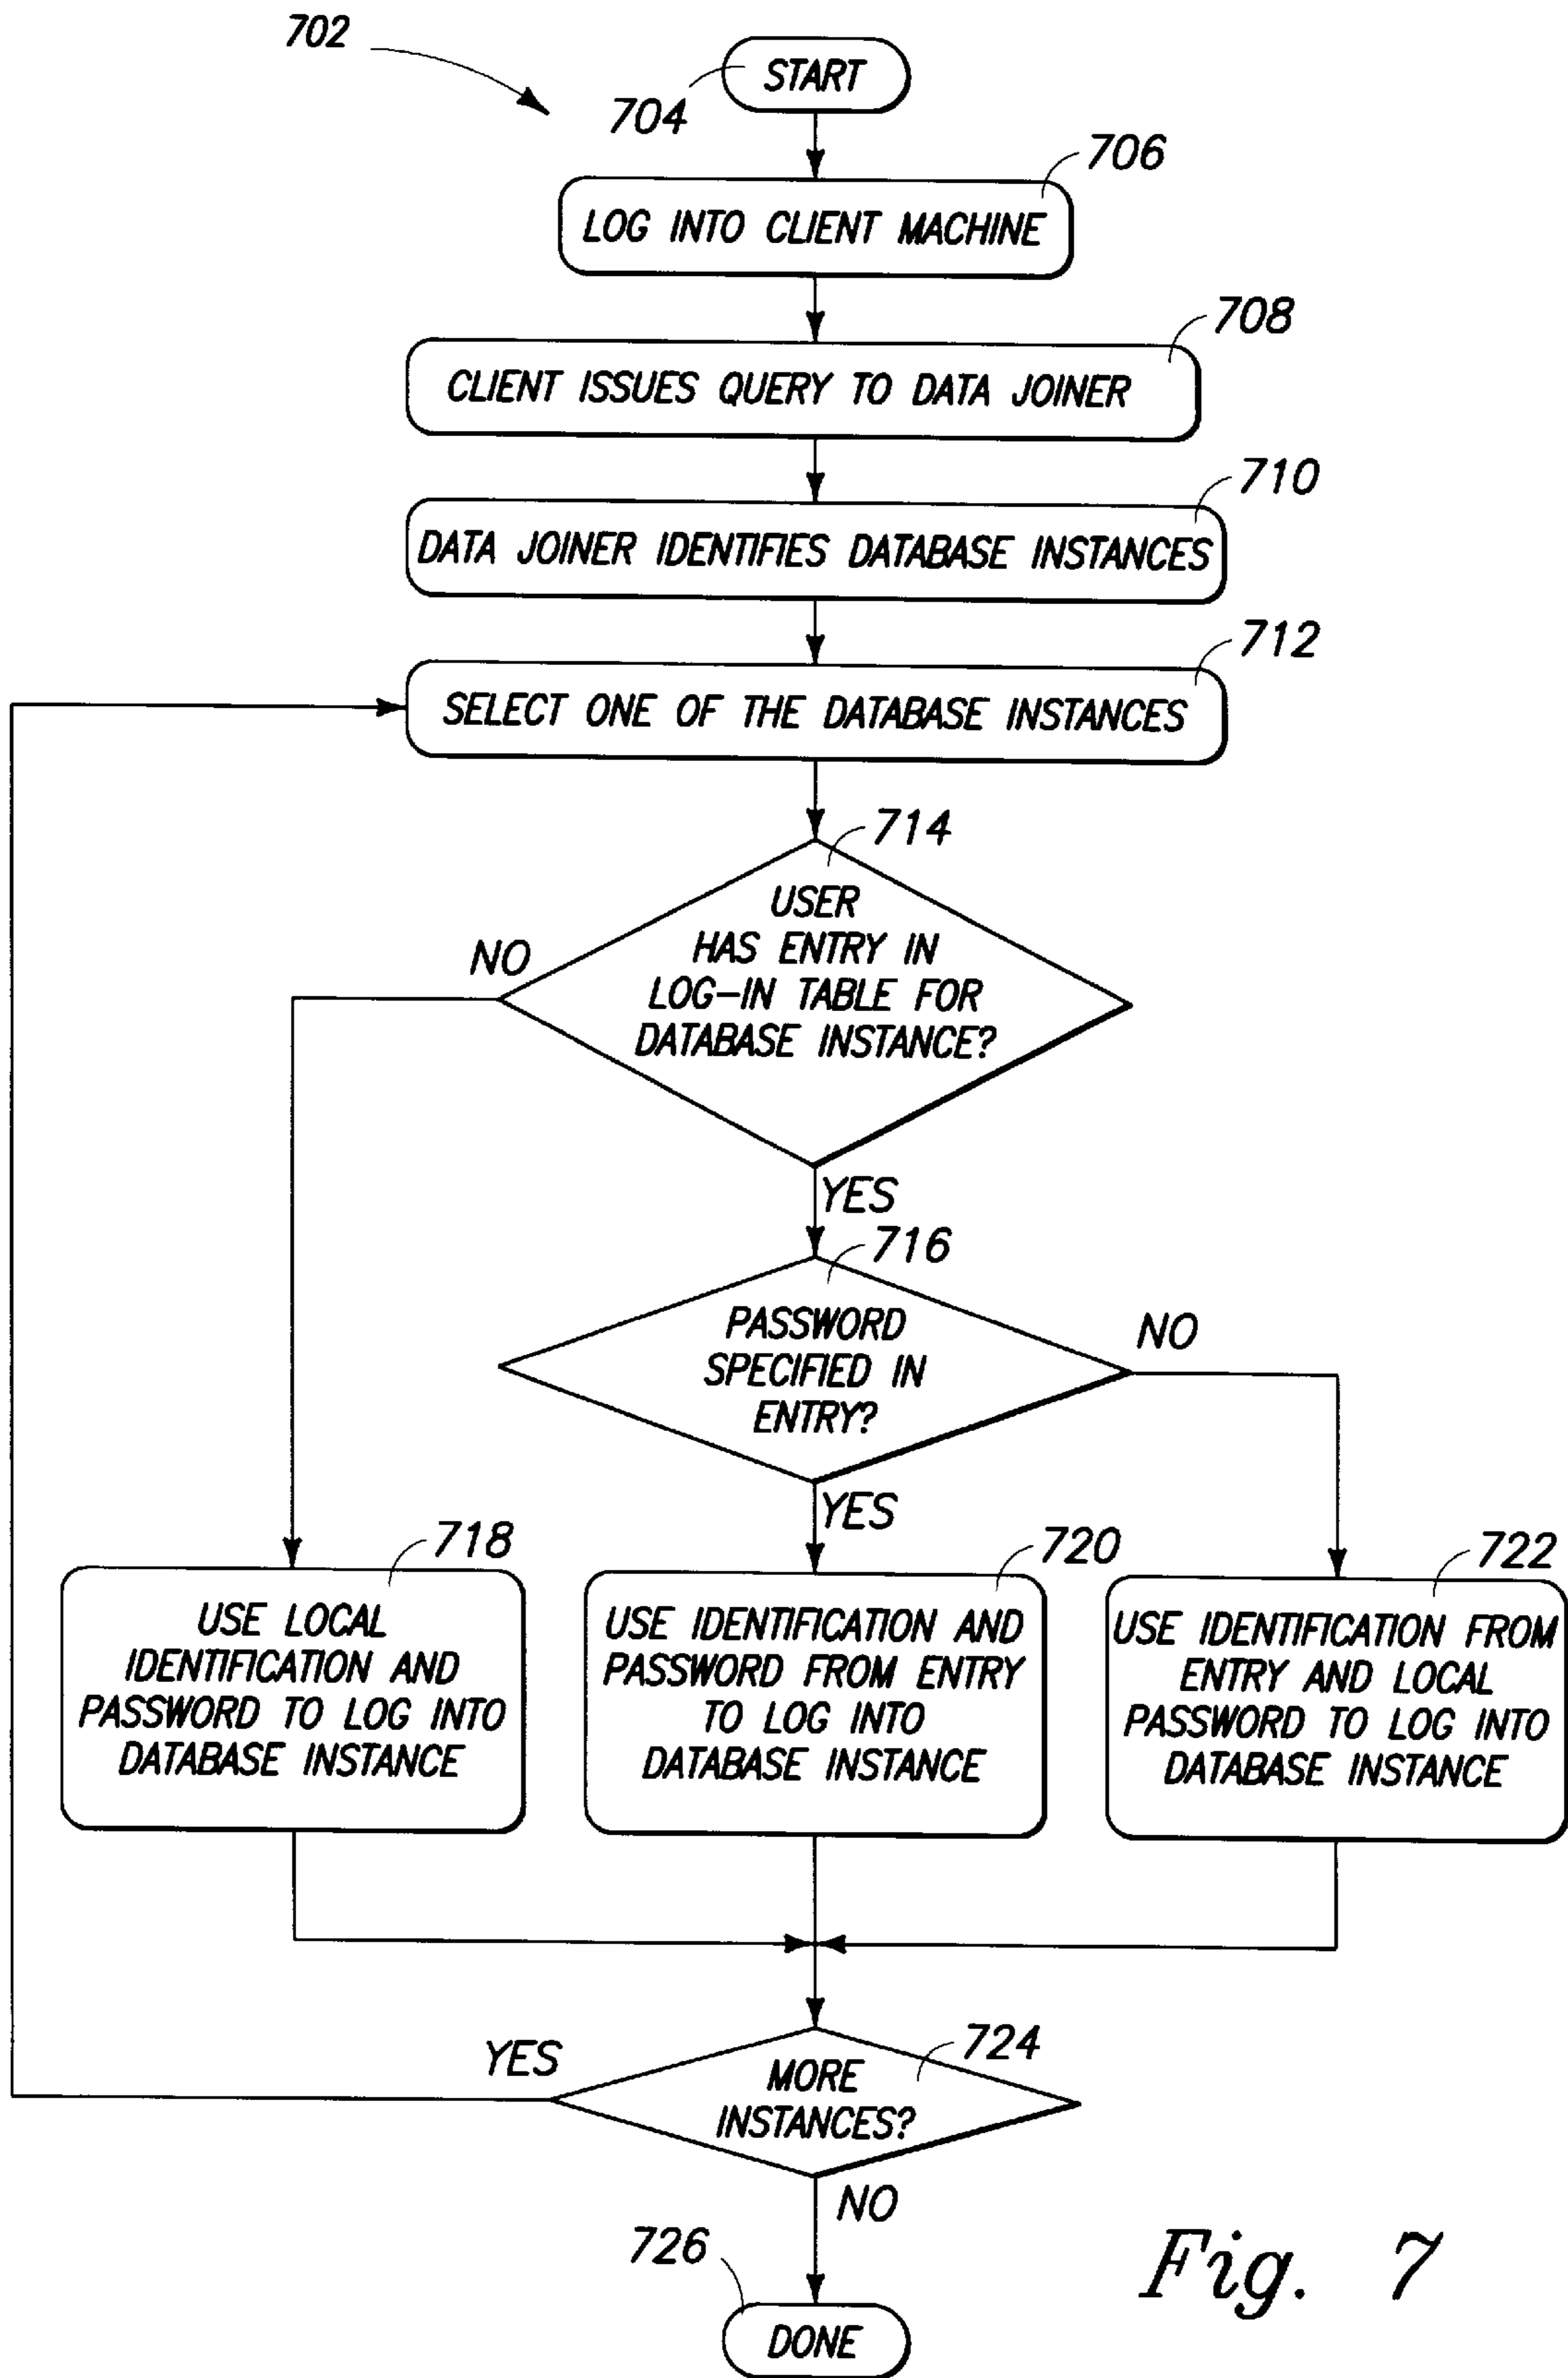 702
START
704
706
LOG INTO CLIENT MACHINE
708
CLIENT ISSUES QUERY TO DATA JOINER
710
DATA JOINER IDENTIFIES DATABASE INSTANCES
712
SELECT ONE OF THE DATABASE INSTANCES
714
USER
HAS ENTRY IN
LOG-IN TABLE FOR
DATABASE INSTANCE?
NO
YES
716
PASSWORD
SPECIFIED IN
ENTRY?
NO
YES
718
USE LOCAL
IDENTIFICATION AND
PASSWORD TO LOG INTO
DATABASE INSTANCE
720
USE IDENTIFICATION AND
PASSWORD FROM ENTRY
TO LOG INTO
DATABASE INSTANCE
722
USE IDENTIFICATION FROM
ENTRY AND LOCAL
PASSWORD TO LOG INTO
DATABASE INSTANCE
724
YES
MORE
INSTANCES?
NO
726
DONE
Fig. 7